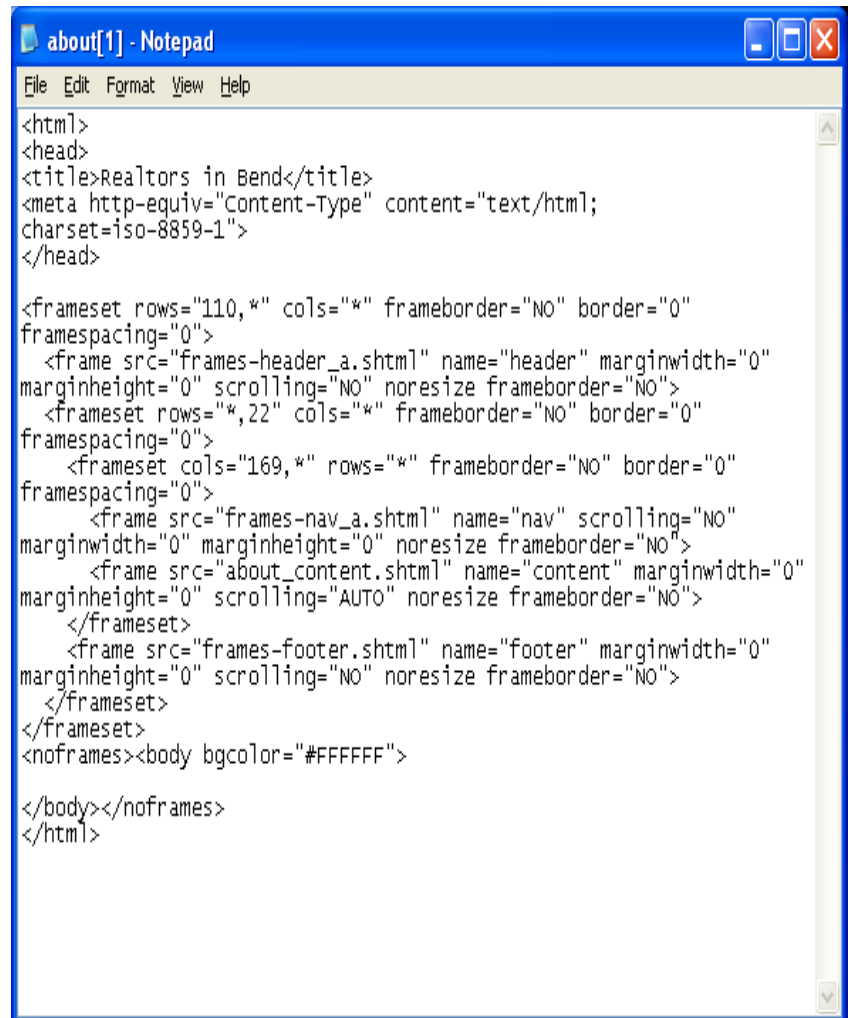 about[1] - Notepad
File Edit Format View Help
<html>
<head>
<title>Realtors in Bend</title>
<meta http-equiv="Content-Type" content="text/html;
charset=iso-8859-1">
</head>
<frameset rows="110,*" cols="*" frameborder="NO" border="0"
framespacing="0">
  <frame src="frames-header_a.shtml" name="header" marginwidth="0"
marginheight="0" scrolling="NO" noresize frameborder="NO">
  <frameset rows="*,22" cols="*" frameborder="NO" border="0"
framespacing="0">
    <frameset cols="169,*" rows="*" frameborder="NO" border="0"
framespacing="0">
      <frame src="frames-nav_a.shtml" name="nav" scrolling="NO"
marginwidth="0" marginheight="0" noresize frameborder="NO">
      <frame src="about_content.shtml" name="content" marginwidth="0"
marginheight="0" scrolling="AUTO" noresize frameborder="NO">
    </frameset>
    <frame src="frames-footer.shtml" name="footer" marginwidth="0"
marginheight="0" scrolling="NO" noresize frameborder="NO">
  </frameset>
</frameset>
<noframes><body bgcolor="#FFFFFF">
</body></noframes>
</html>